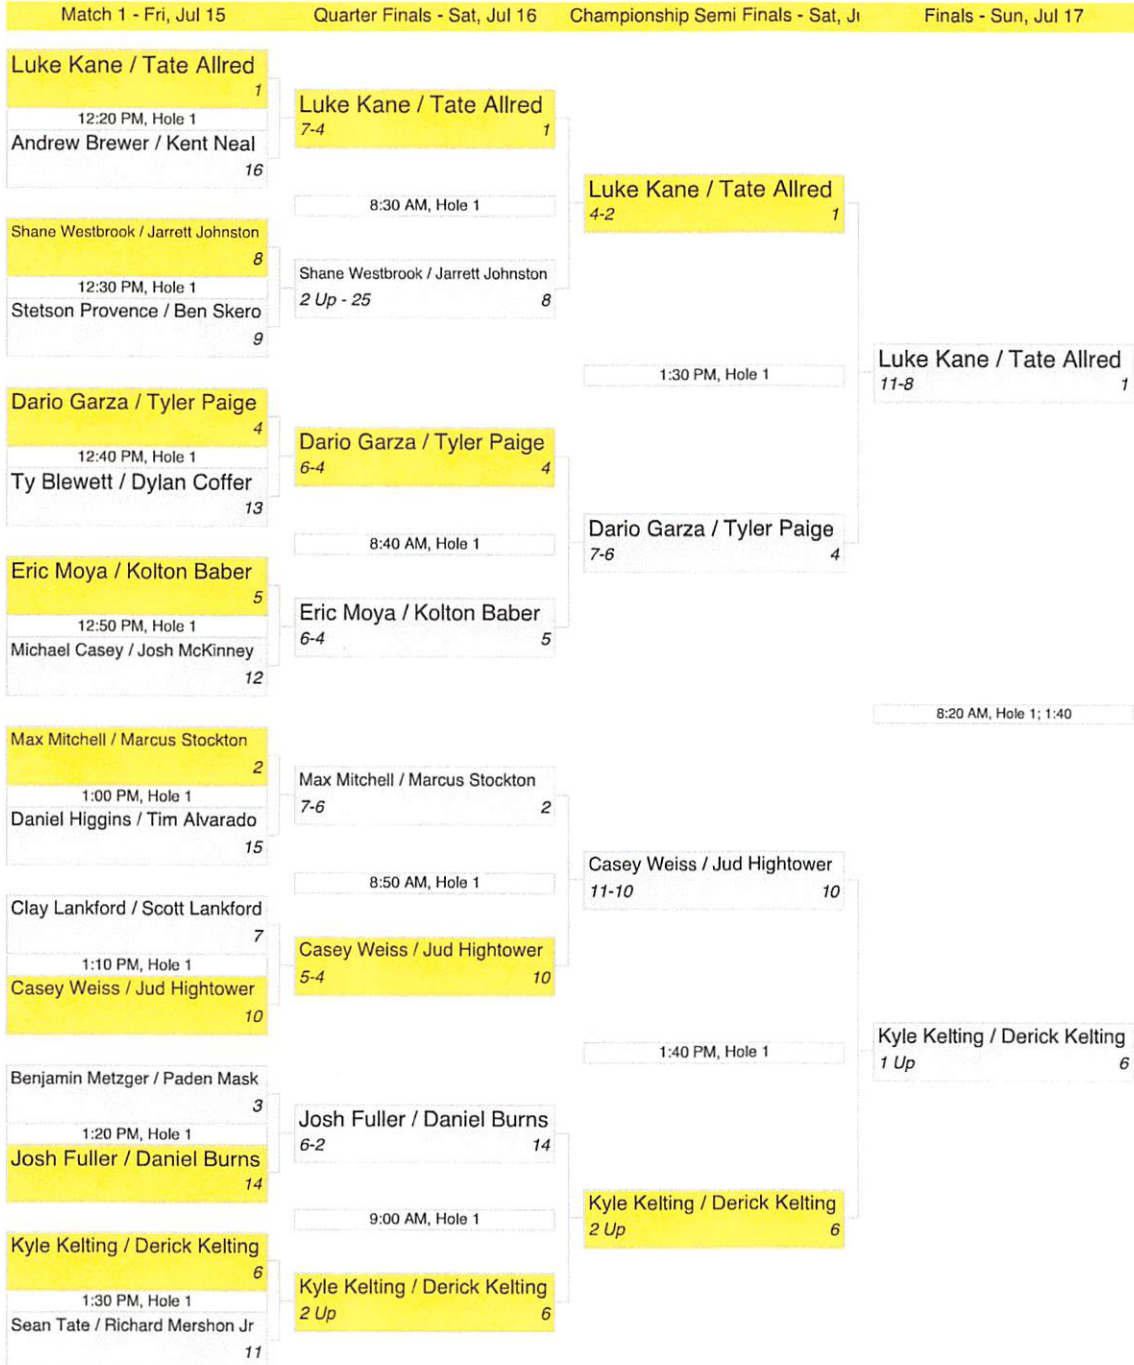 Match 1 - Fri, Jul 15
Quarter Finals - Sat, Jul 16
Championship Semi Finals - Sat, Ju
Finals - Sun, Jul 17
Luke Kane / Tate Allred
1
12:20 PM, Hole 1
Andrew Brewer / Kent Neal
16
Shane Westbrook / Jarrett Johnston
8
12:30 PM, Hole 1
Stetson Provence / Ben Skero
9
Dario Garza / Tyler Paige
4
12:40 PM, Hole 1
Ty Blewett / Dylan Coffer
13
Eric Moya / Kolton Baber
5
12:50 PM, Hole 1
Michael Casey / Josh McKinney
12
Max Mitchell / Marcus Stockton
2
1:00 PM, Hole 1
Daniel Higgins / Tim Alvarado
15
Clay Lankford / Scott Lankford
7
1:10 PM, Hole 1
Casey Weiss / Jud Hightower
10
Benjamin Metzger / Paden Mask
3
1:20 PM, Hole 1
Josh Fuller / Daniel Burns
14
Kyle Kelting / Derick Kelting
6
1:30 PM, Hole 1
Sean Tate / Richard Mershon Jr
11
Luke Kane / Tate Allred
7-4 1
8:30 AM, Hole 1
Shane Westbrook / Jarrett Johnston
2 Up - 25 8
Dario Garza / Tyler Paige
6-4 4
8:40 AM, Hole 1
Eric Moya / Kolton Baber
6-4 5
Max Mitchell / Marcus Stockton
7-6 2
8:50 AM, Hole 1
Casey Weiss / Jud Hightower
5-4 10
Josh Fuller / Daniel Burns
6-2 14
9:00 AM, Hole 1
Kyle Kelting / Derick Kelting
2 Up 6
Luke Kane / Tate Allred
4-2 1
1:30 PM, Hole 1
Dario Garza / Tyler Paige
7-6 4
Casey Weiss / Jud Hightower
11-10 10
1:40 PM, Hole 1
Kyle Kelting / Derick Kelting
2 Up 6
Luke Kane / Tate Allred
11-8 1
8:20 AM, Hole 1; 1:40
Kyle Kelting / Derick Kelting
1 Up 6